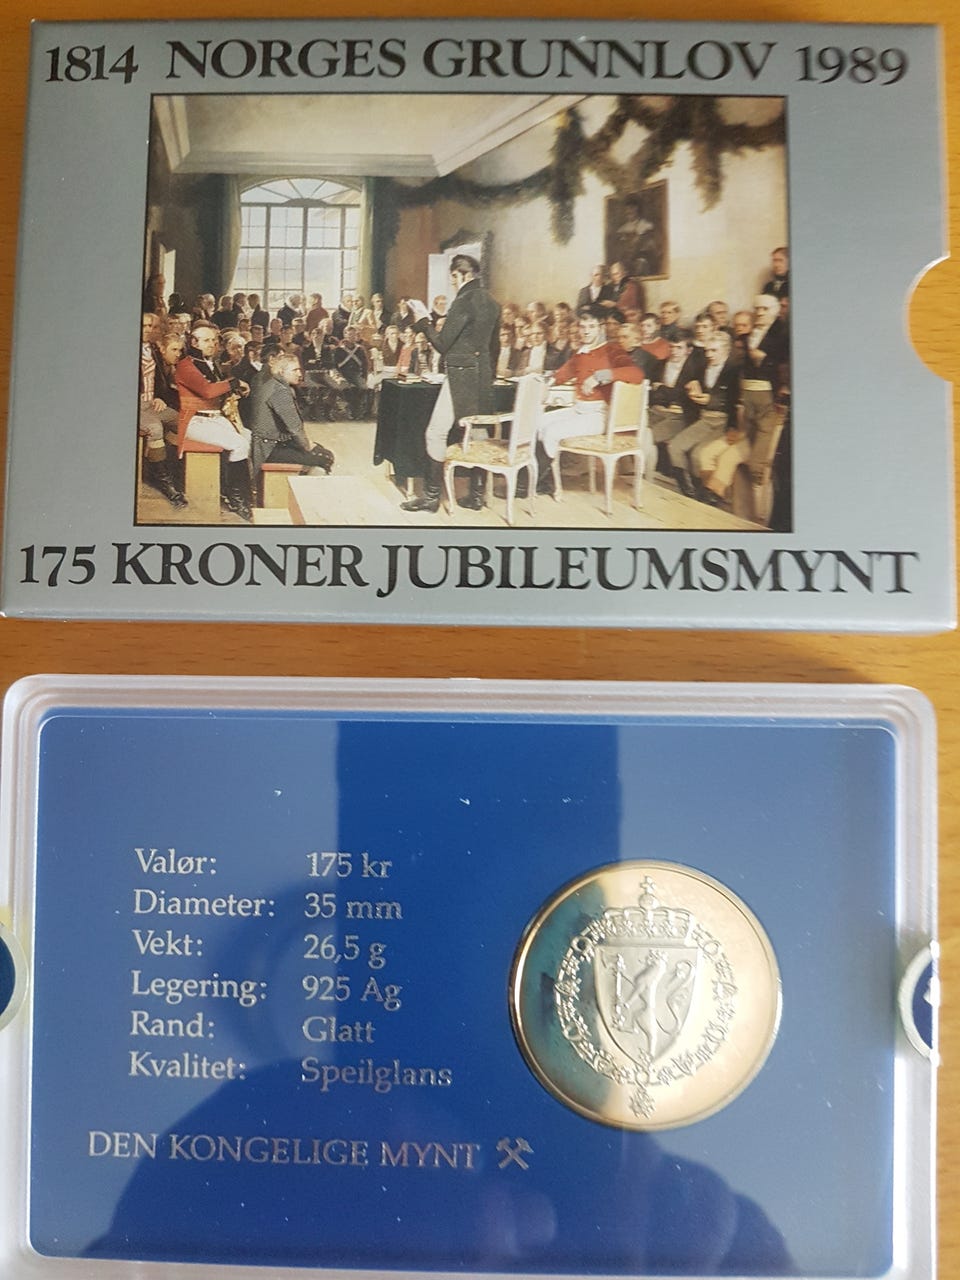 1814 NORGES GRUNNLOV 1989
175 KRONER JUBILEUMSMYNT
Valør: 175 kr
Diameter: 35 mm
Vekt: 26,5 g
Legering: 925 Ag
Rand: Glatt
Kvalitet: Speilglans
DEN KONGELIGE MYNT